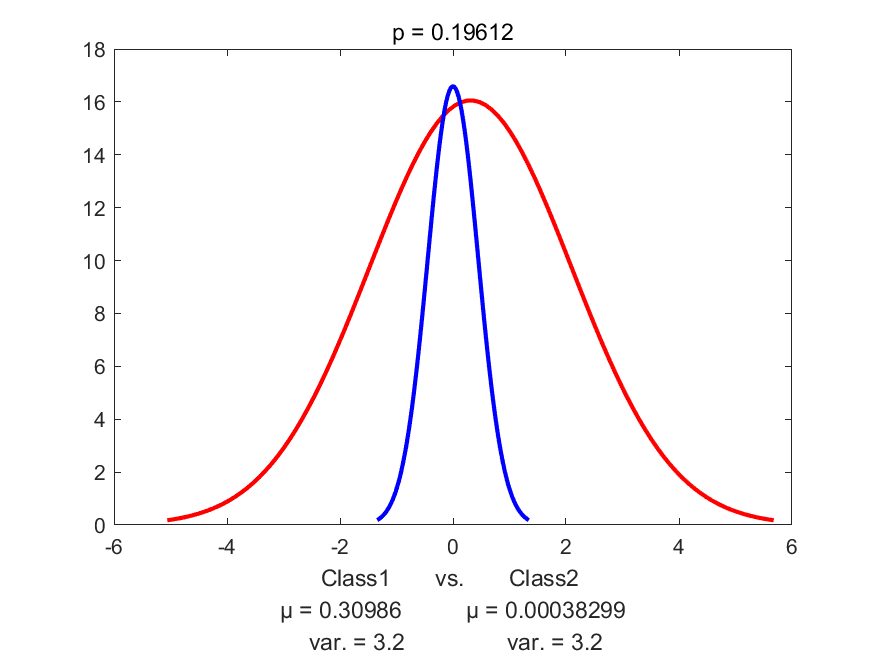 p = 0.19612
18
16
14
12
10
8
6
4
2
0
-6 -4 -2 0 2 4 6
Class1 vs. Class2
μ = 0.30986 μ = 0.00038299
var. = 3.2 var. = 3.2